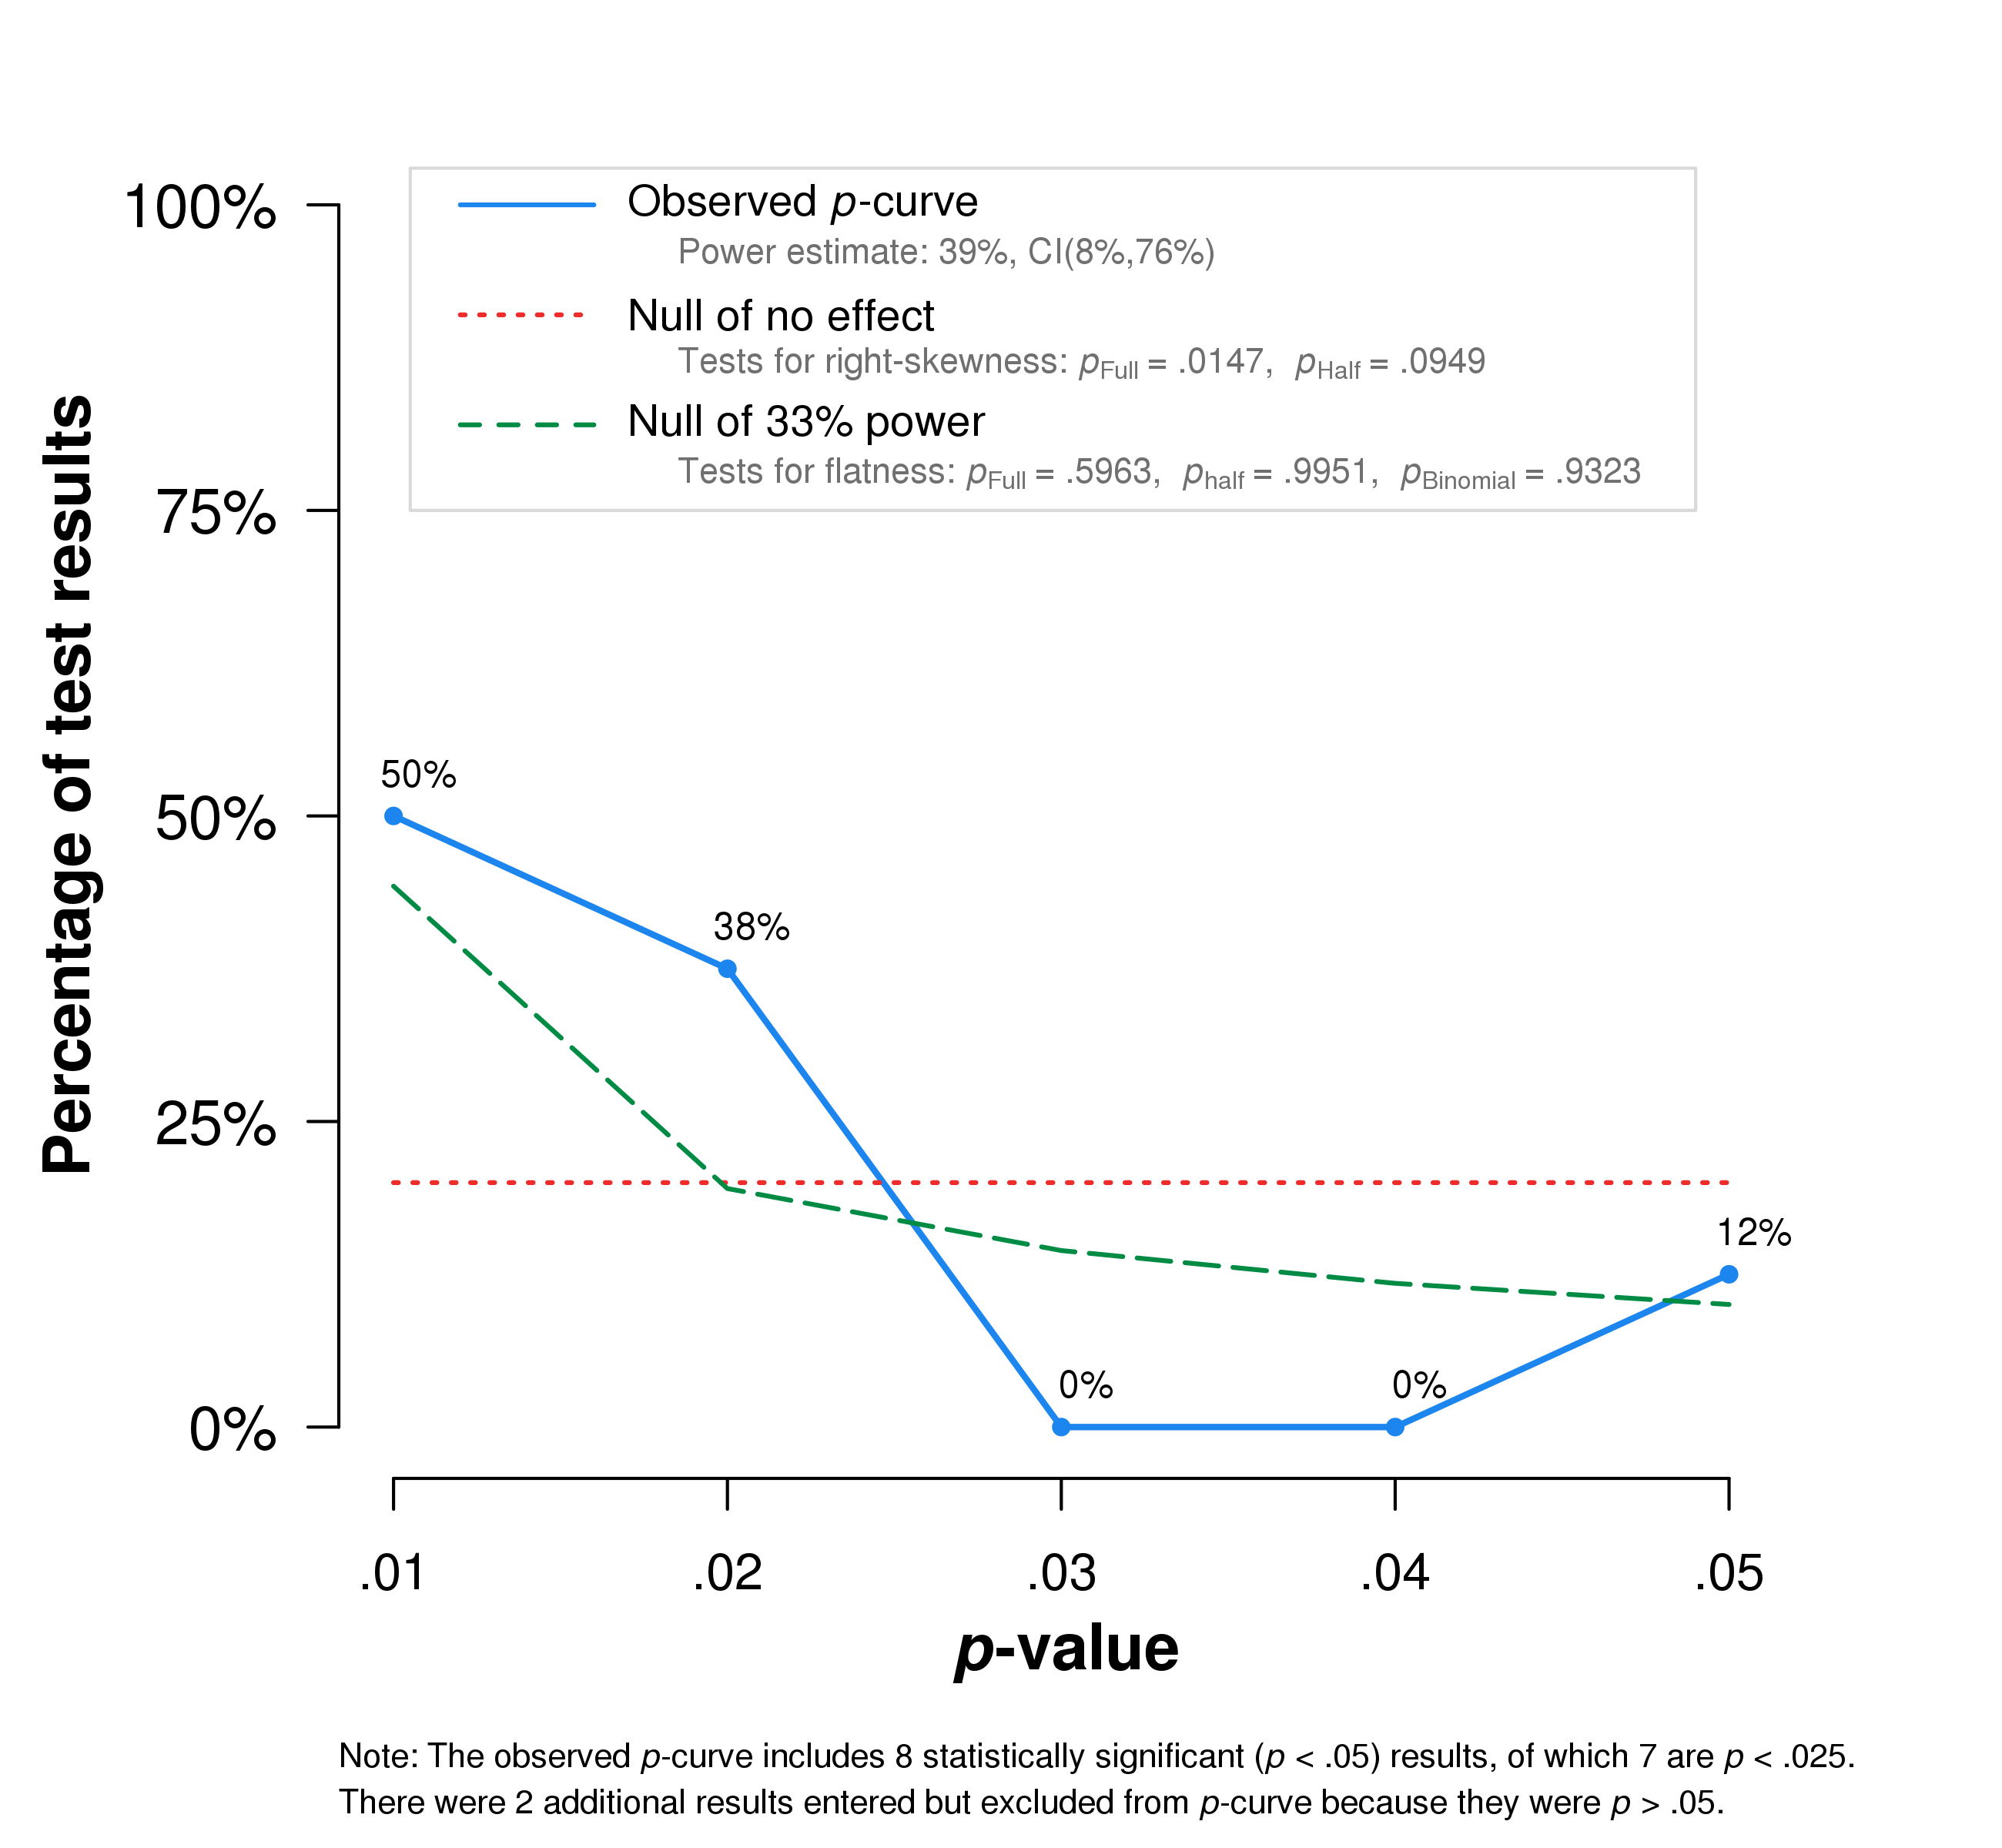 100%
75%
50%
25%
0%
Percentage of test results
Observed p-curve
Power estimate: 39%, CI(8%,76%)
Null of no effect
Tests for right-skewness: pFull = .0147, pHalf = .0949
Null of 33% power
Tests for flatness: pFull = .5963, phalf = .9951, pBinomial = .9323
50%
38%
0%
0%
12%
.01 .02 .03 .04 .05
p-value
Note: The observed p-curve includes 8 statistically significant (p < .05) results, of which 7 are p < .025.
There were 2 additional results entered but excluded from p-curve because they were p > .05.